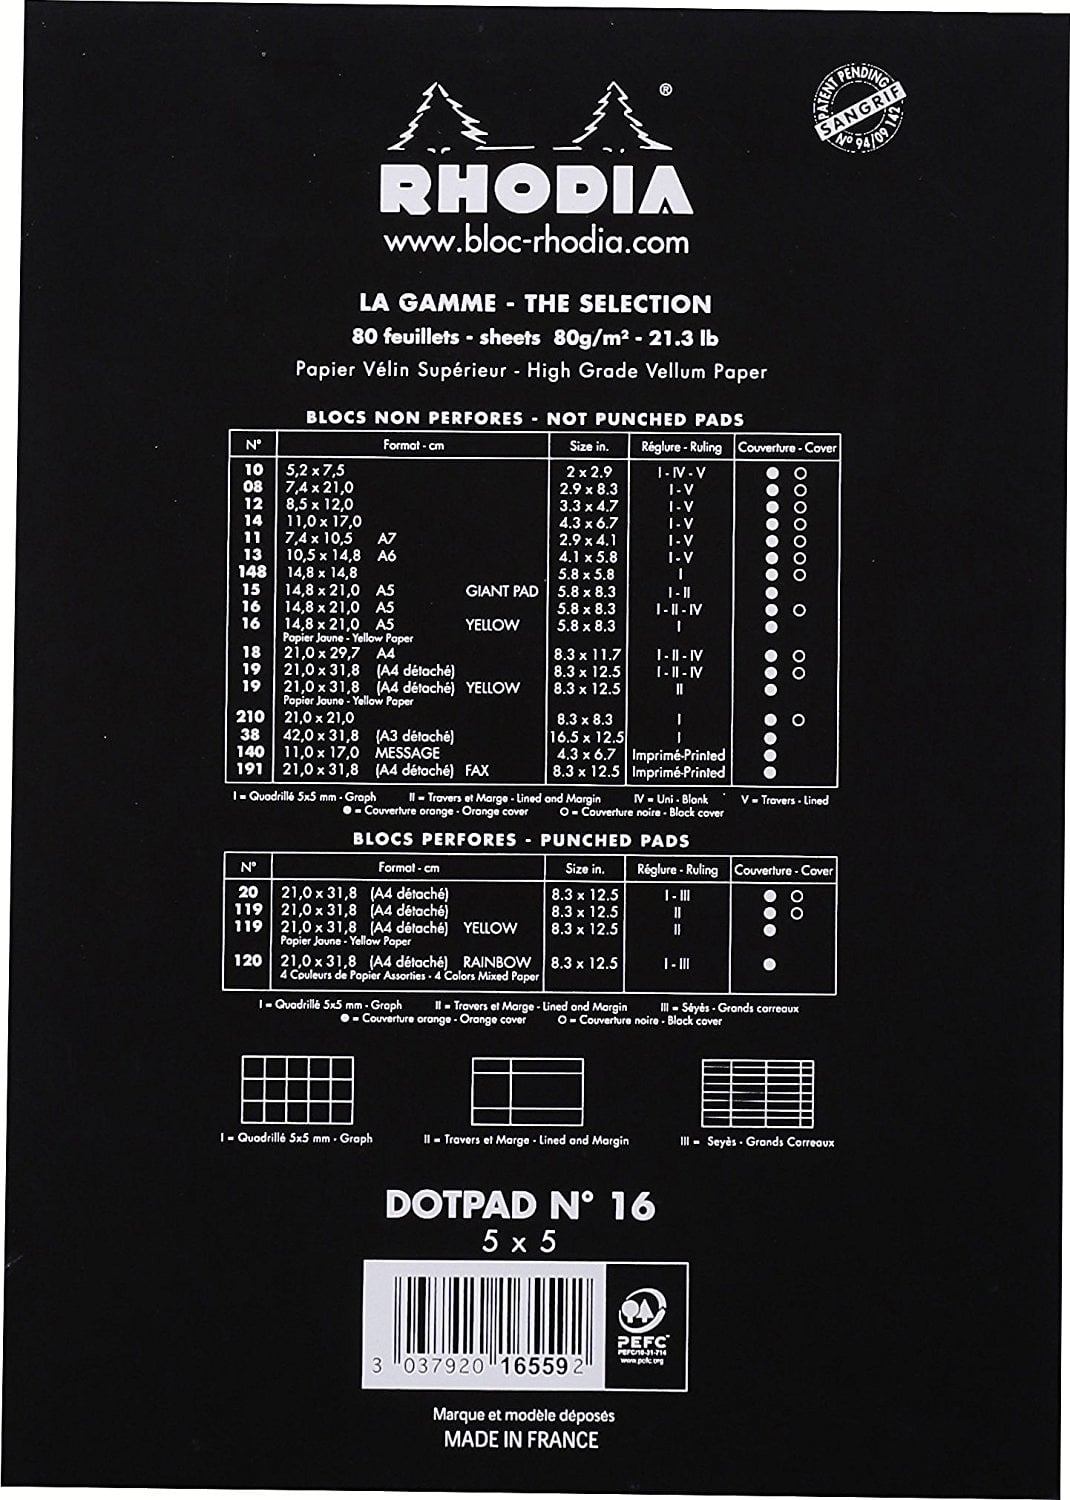 PATENT PENDING
SANGRIF
N° 94/09 142
®
RHODIA
www.bloc-rhodia.com
LA GAMME - THE SELECTION
80 feuillets - sheets 80g/m² - 21.3 lb
Papier Vélin Supérieur - High Grade Vellum Paper
BLOCS NON PERFORES - NOT PUNCHED PADS
N° Format - cm Size in. Réglure - Ruling Couverture - Cover
10 5,2 x 7,5 2 x 2.9 I - IV - V ● O
08 7,4 x 21,0 2.9 x 8.3 I - V ● O
12 8,5 x 12,0 3.3 x 4.7 I - V ● O
14 11,0 x 17,0 4.3 x 6.7 I - V ● O
11 7,4 x 10,5 A7 2.9 x 4.1 I - V ● O
13 10,5 x 14,8 A6 4.1 x 5.8 I - V ● O
148 14,8 x 14,8 5.8 x 5.8 I ● O
15 14,8 x 21,0 A5 GIANT PAD 5.8 x 8.3 I - II ●
16 14,8 x 21,0 A5 5.8 x 8.3 I - II - IV ● O
16 14,8 x 21,0 A5 YELLOW 5.8 x 8.3 I ●
Papier Jaune - Yellow Paper
18 21,0 x 29,7 A4 8.3 x 11.7 I - II - IV ● O
19 21,0 x 31,8 (A4 détaché) 8.3 x 12.5 I - II - IV ● O
19 21,0 x 31,8 (A4 détaché) YELLOW 8.3 x 12.5 II ●
Papier Jaune - Yellow Paper
210 21,0 x 21,0 8.3 x 8.3 I ● O
38 42,0 x 31,8 (A3 détaché) 16.5 x 12.5 I ●
140 11,0 x 17,0 MESSAGE 4.3 x 6.7 Imprimé-Printed ●
191 21,0 x 31,8 (A4 détaché) FAX 8.3 x 12.5 Imprimé-Printed ●
I = Quadrillé 5x5 mm - Graph II = Travers et Marge - Lined and Margin IV = Uni - Blank V = Travers - Lined
● = Couverture orange - Orange cover O = Couverture noire - Black cover
BLOCS PERFORES - PUNCHED PADS
N° Format - cm Size in. Réglure - Ruling Couverture - Cover
20 21,0 x 31,8 (A4 détaché) 8.3 x 12.5 I - III ● O
119 21,0 x 31,8 (A4 détaché) 8.3 x 12.5 II ● O
119 21,0 x 31,8 (A4 détaché) YELLOW 8.3 x 12.5 II ●
Papier Jaune - Yellow Paper
120 21,0 x 31,8 (A4 détaché) RAINBOW 8.3 x 12.5 I - III ●
4 Couleurs de Papier Assorties - 4 Colors Mixed Paper
I = Quadrillé 5x5 mm - Graph II = Travers et Marge - Lined and Margin III = Séyès - Grands carreaux
● = Couverture orange - Orange cover O = Couverture noire - Black cover
I = Quadrillé 5x5 mm - Graph II = Travers et Marge - Lined and Margin III = Seyès - Grands Carreaux
DOTPAD N° 16
5 x 5
3 037920 165592
PEFC™
PEFC/10-31-714
www.pefc.org
Marque et modèle déposés
MADE IN FRANCE